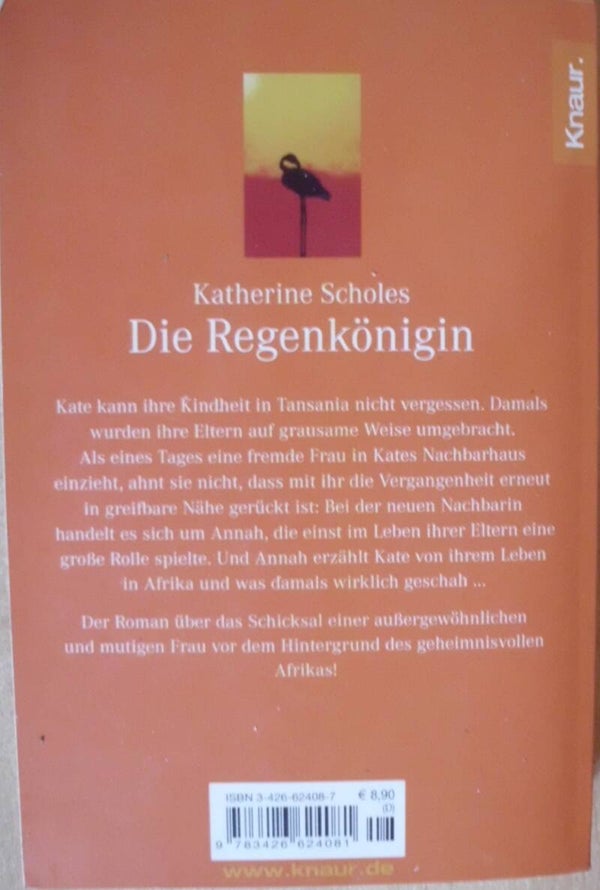 Knaur.
Katherine Scholes
Die Regenkönigin
Kate kann ihre Kindheit in Tansania nicht vergessen. Damals
wurden ihre Eltern auf grausame Weise umgebracht.
Als eines Tages eine fremde Frau in Kates Nachbarhaus
einzieht, ahnt sie nicht, dass mit ihr die Vergangenheit erneut
in greifbare Nähe gerückt ist: Bei der neuen Nachbarin
handelt es sich um Annah, die einst im Leben ihrer Eltern eine
große Rolle spielte. Und Annah erzählt Kate von ihrem Leben
in Afrika und was damals wirklich geschah ...
Der Roman über das Schicksal einer außergewöhnlichen
und mutigen Frau vor dem Hintergrund des geheimnisvollen
Afrikas!
ISBN 3-426-62408-7 € 8,90
(D)
9 783426 624081
www.knaur.de